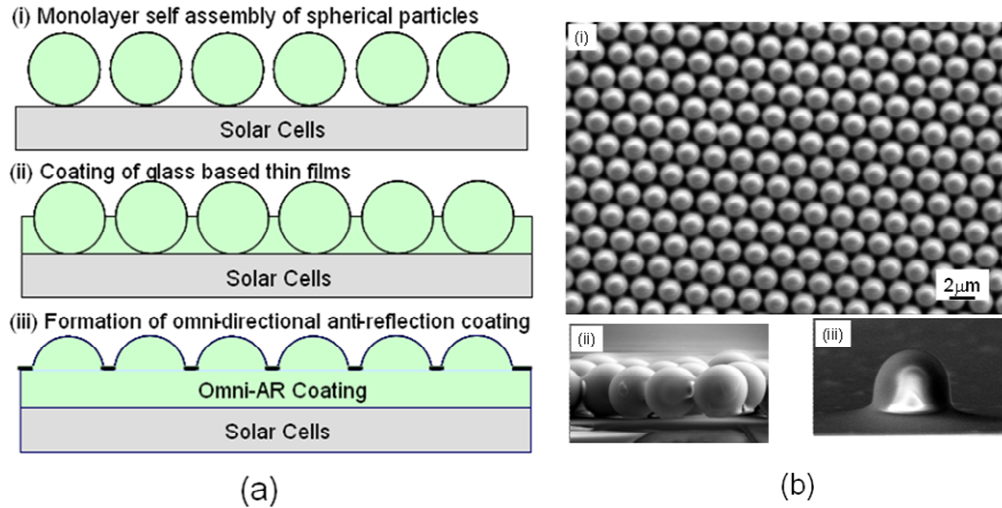 (i) Monolayer self assembly of spherical particles
Solar Cells
(ii) Coating of glass based thin films
Solar Cells
(iii) Formation of omni-directional anti-reflection coating
Omni-AR Coating
Solar Cells
(a)
(i)
2μm
(ii)
(iii)
(b)